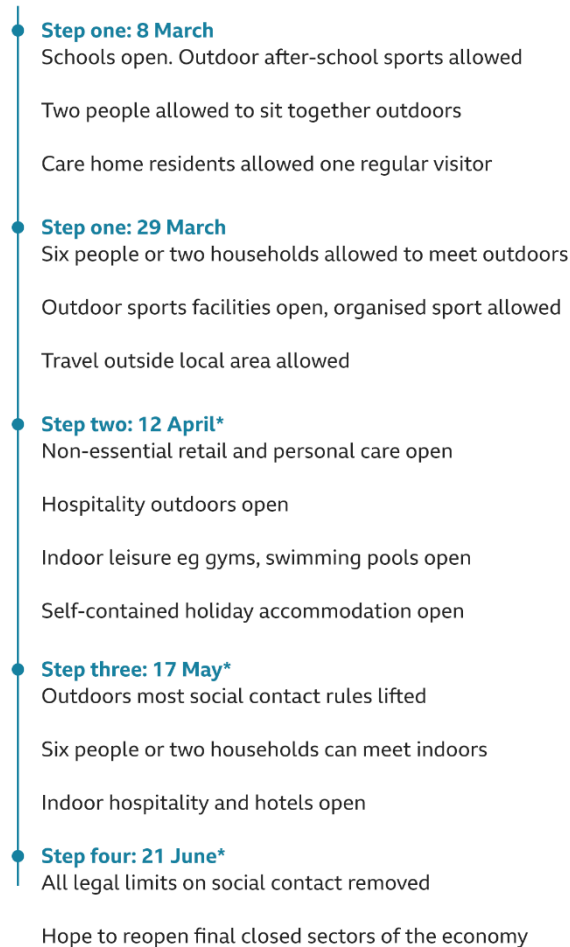 Step one: 8 March
Schools open. Outdoor after-school sports allowed
Two people allowed to sit together outdoors
Care home residents allowed one regular visitor
Step one: 29 March
Six people or two households allowed to meet outdoors
Outdoor sports facilities open, organised sport allowed
Travel outside local area allowed
Step two: 12 April*
Non-essential retail and personal care open
Hospitality outdoors open
Indoor leisure eg gyms, swimming pools open
Self-contained holiday accommodation open
Step three: 17 May*
Outdoors most social contact rules lifted
Six people or two households can meet indoors
Indoor hospitality and hotels open
Step four: 21 June*
All legal limits on social contact removed
Hope to reopen final closed sectors of the economy